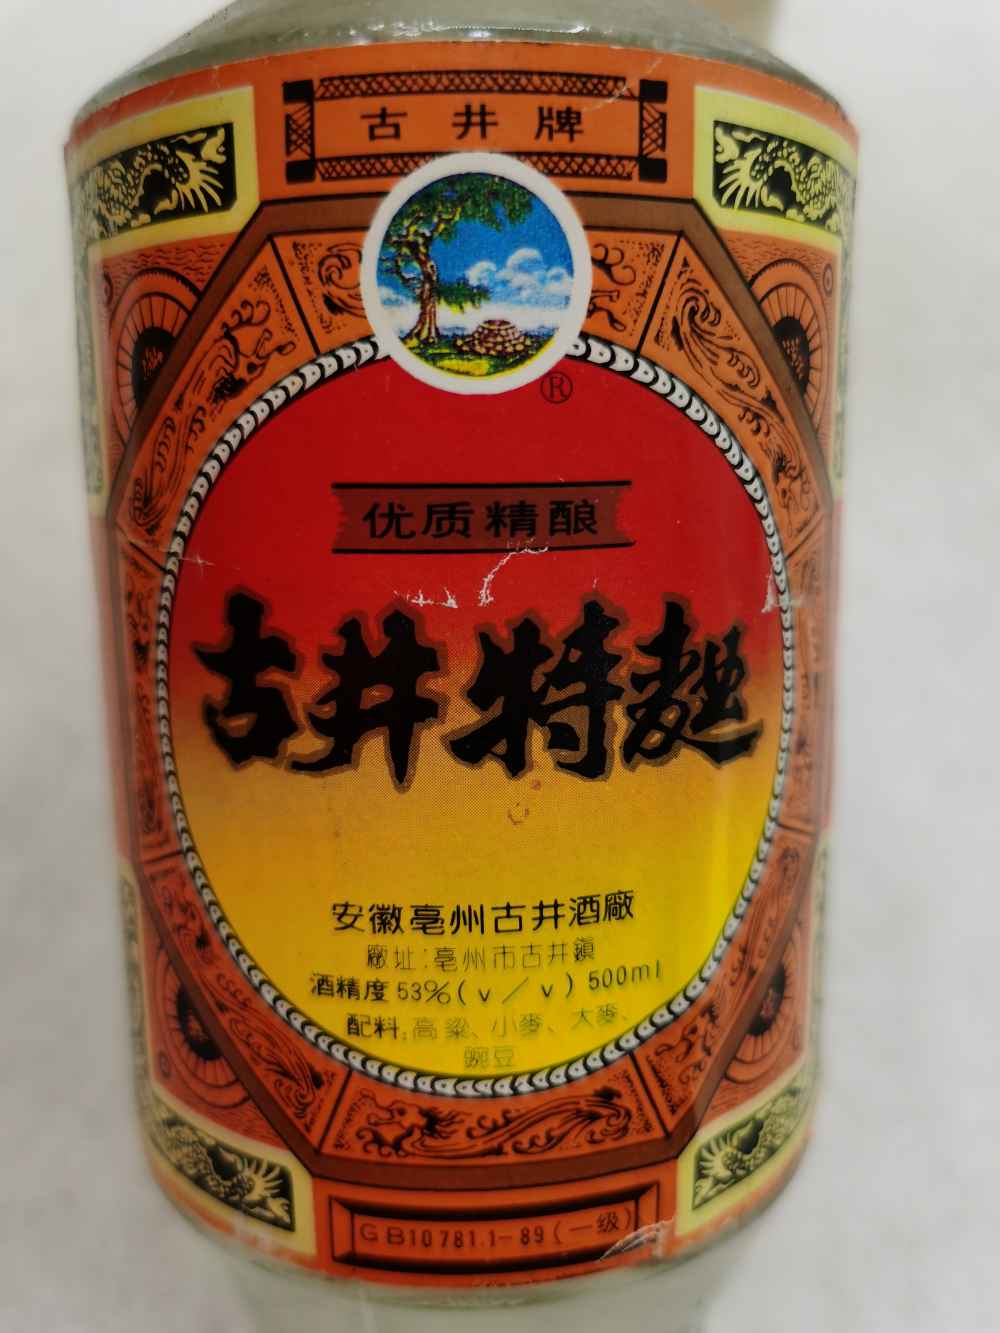 古井牌
®
优质精酿
古井特麯
安徽亳州古井酒廠
廠址:亳州市古井鎮
酒精度53%(v/v)500ml
配料:高粱、小麥、大麥、
豌豆
GB10781.1-89(一级)